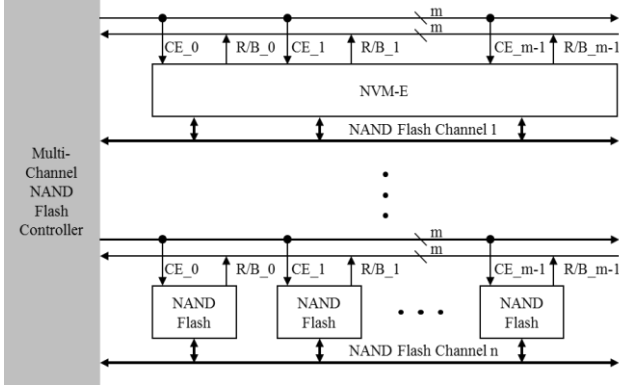 m
m
CE_0 R/B_0 CE_1 R/B_1 CE_m-1 R/B_m-1
NVM-E
NAND Flash Channel 1
Multi-
Channel
NAND
Flash
Controller
m
m
CE_0 R/B_0 CE_1 R/B_1 CE_m-1 R/B_m-1
NAND
Flash
NAND
Flash
NAND
Flash
NAND Flash Channel n